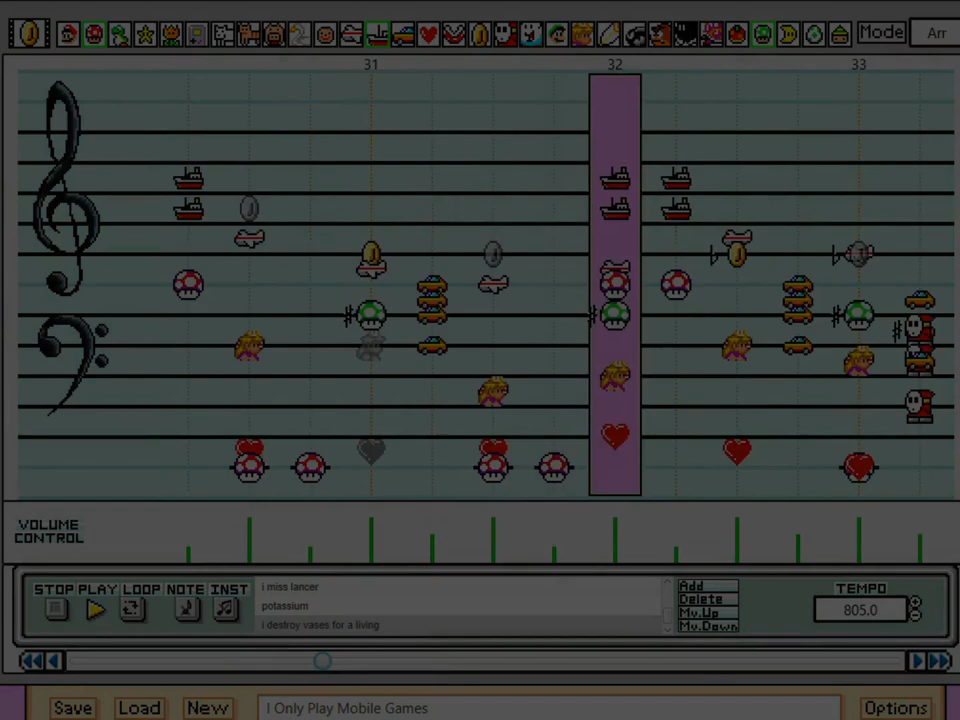 Mode Arr
31 32 33
VOLUME
CONTROL
STOP PLAY LOOP NOTE INST
i miss lancer
potassium
i destroy vases for a living
Add
Delete
Mv.Up
Mv.Down
TEMPO
805.0
Save Load New I Only Play Mobile Games Options